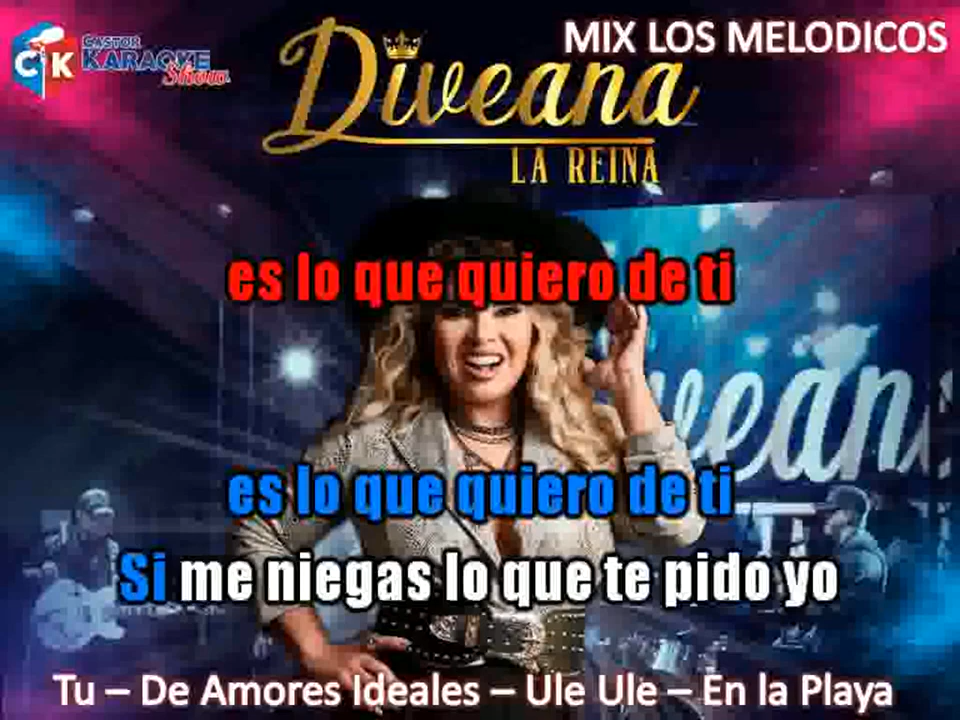 MIX LOS MELODICOS
CK
CASTOR
KARAOKE
Show
Diveana
LA REINA
es lo que quiero de ti
es lo que quiero de ti
Si me niegas lo que te pido yo
Tu – De Amores Ideales – Ule Ule – En la Playa